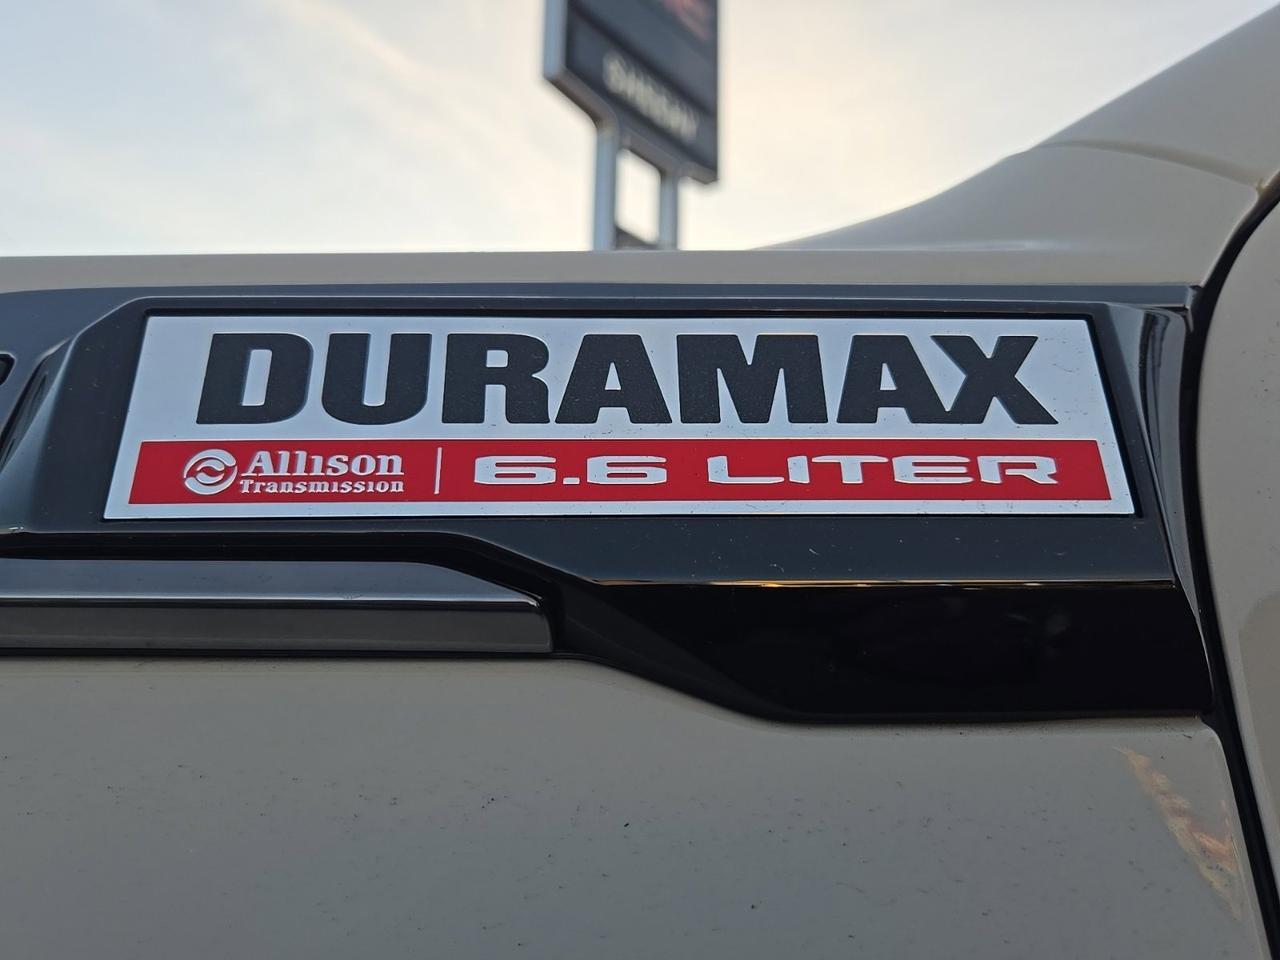 DURAMAX
Allison
Transmission
6.6 LITER